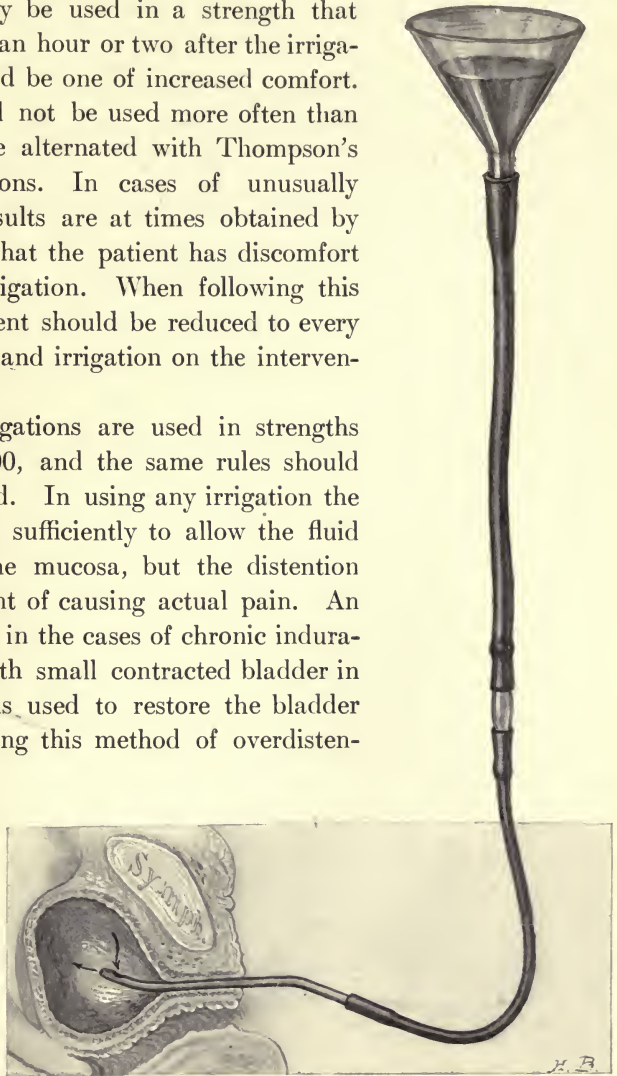 y be used in a strength that
an hour or two after the irriga-
d be one of increased comfort.
l not be used more often than
e alternated with Thompson's
ons. In cases of unusually
sults are at times obtained by
hat the patient has discomfort
igation. When following this
ent should be reduced to every
and irrigation on the interven-
gations are used in strengths
00, and the same rules should
d. In using any irrigation the
sufficiently to allow the fluid
ne mucosa, but the distention
nt of causing actual pain. An
in the cases of chronic indura-
th small contracted bladder in
is used to restore the bladder
ng this method of overdisten-
Symph
H. B.